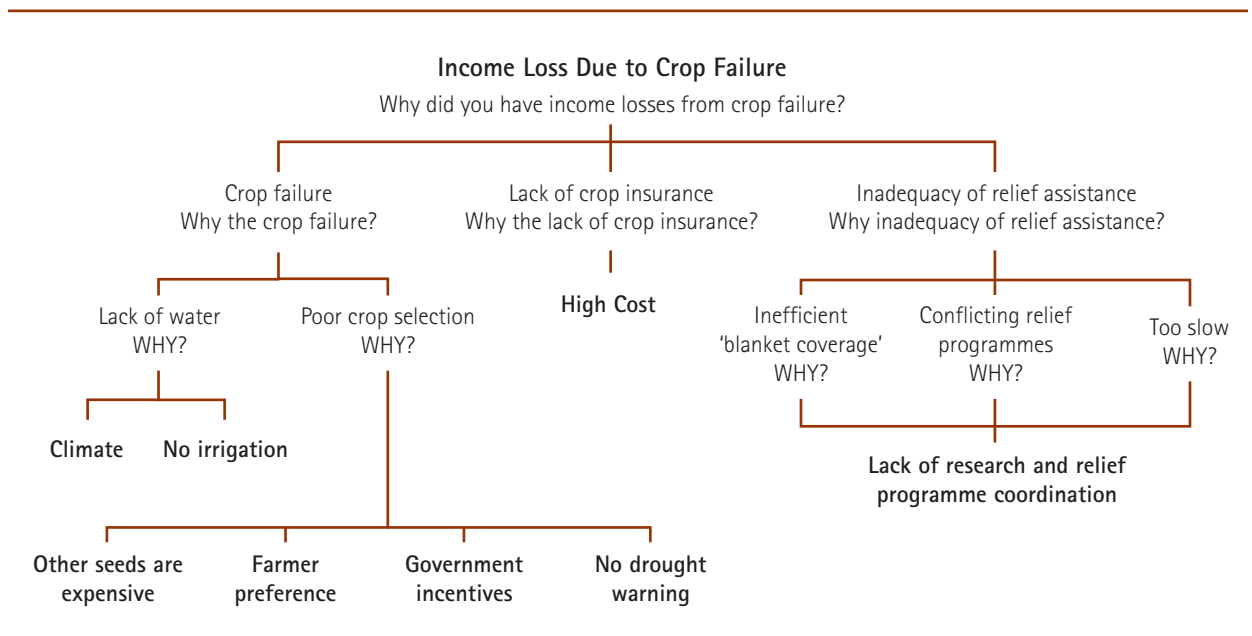 Income Loss Due to Crop Failure
Why did you have income losses from crop failure?
Crop failure
Why the crop failure?
Lack of crop insurance
Why the lack of crop insurance?
Inadequacy of relief assistance
Why inadequacy of relief assistance?
Lack of water
WHY?
Poor crop selection
WHY?
High Cost
Inefficient
'blanket coverage'
WHY?
Conflicting relief
programmes
WHY?
Too slow
WHY?
Climate
No irrigation
Lack of research and relief
programme coordination
Other seeds are
expensive
Farmer
preference
Government
incentives
No drought
warning